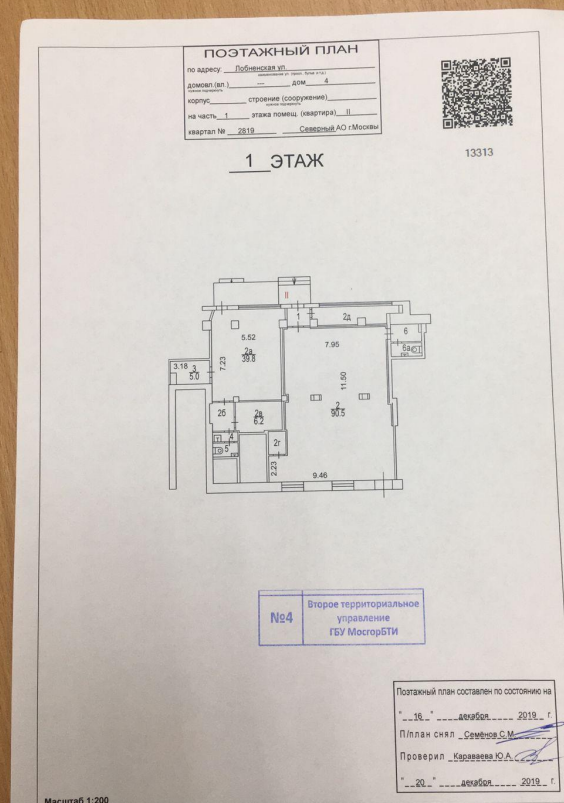 ПОЭТАЖНЫЙ ПЛАН
по адресу: Лобненская ул.
домовл.(вл.) — дом 4
корпус строение (сооружение)
на часть 1 этажа помещ. (квартира) II
квартал № 2619 Северный АО г.Москвы
13313
1 ЭТАЖ
II
1
2д
6
5.52
7.95
2а
39.8
6а
7.23
3.18
3
5.0
11.50
2б
2в
6.2
2
90.5
4
5
2г
2.23
9.46
№4
Второе территориальное
управление
ГБУ МосгорБТИ
Поэтажный план составлен по состоянию на
" 16 " декабря 2019 г.
П/план снял Семёнов С.М.
Проверил Караваева Ю.А.
" 20 " декабря 2019 г.
Масштаб 1:200